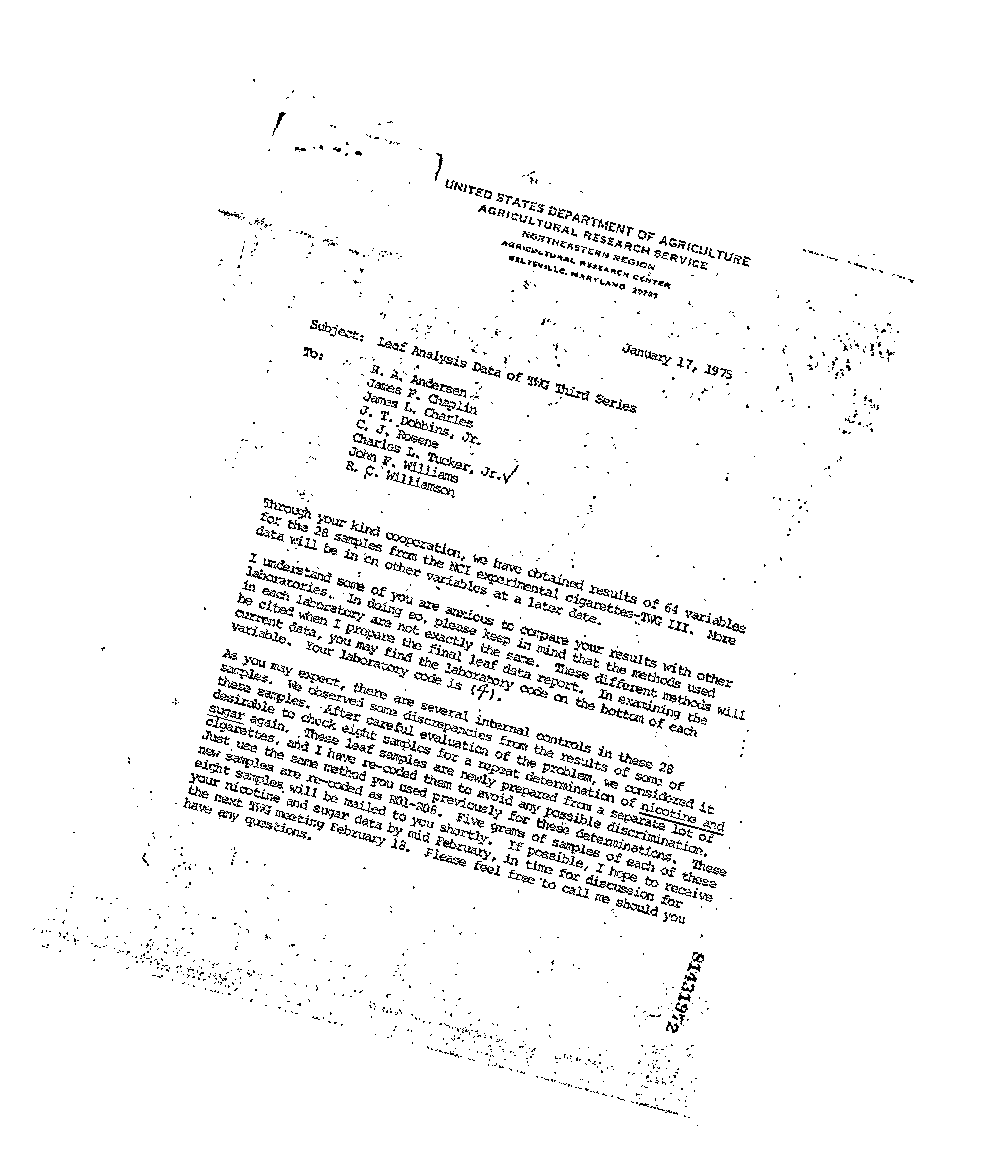 UNITED STATES DEPARTMENT OF AGRICULTURE
AGRICULTURAL RESEARCH SERVICE
NORTHEASTERN REGION
AGRICULTURAL RESEARCH CENTER
BELTSVILLE, MARYLAND 20705
January 17, 1975
Subject: Leaf Analysis Data of TWG Third Series
To:
H. A. Andersen
James F. Chaplin
James L. Charles
J. T. Dobbins, Jr.
C. J. Rosene
Charles L. Tucker, Jr. ✓
John F. Williams
R. C. Williamson
Through your kind cooperation, we have obtained results of 64 variables
for the 28 samples from the NCI experimental cigarettes-TWG III. More
data will be in on other variables at a later date.
I understand some of you are anxious to compare your results with other
laboratories. In doing so, please keep in mind that the methods used
in each laboratory are not exactly the same. These different methods will
be cited when I prepare the final leaf data report. In examining the
current data, you may find the laboratory code on the bottom of each
variable. Your laboratory code is (4).
As you may expect, there are several internal controls in these 28
samples. We observed some discrepancies from the results of some of
these samples. After careful evaluation of the problem, we considered it
desirable to check eight samples for a repeat determination of nicotine and
sugar again. These leaf samples are newly prepared from a separate lot of
cigarettes, and I have re-coded them to avoid any possible discrimination.
Just use the same method you used previously for these determinations. These
new samples are re-coded as R01-R08. Five grams of samples of each of these
eight samples will be mailed to you shortly. If possible, I hope to receive
your nicotine and sugar data by mid February, in time for discussion for
the next TWG meeting February 18. Please feel free to call me should you
have any questions.
81431972